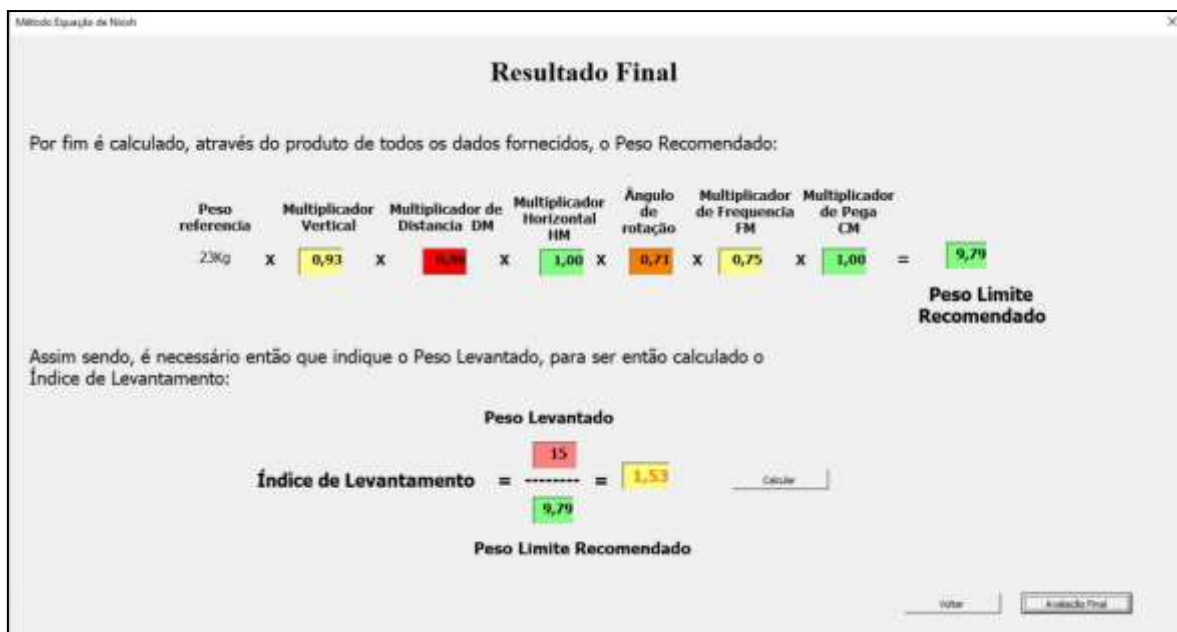 Método Equação de Niosh
Resultado Final
Por fim é calculado, através do produto de todos os dados fornecidos, o Peso Recomendado:
Peso referencia
Multiplicador Vertical
Multiplicador de Distancia DM
Multiplicador Horizontal HM
Ângulo de rotação
Multiplicador de Frequencia FM
Multiplicador de Pega CM
23Kg X 0,93 X X 1,00 X 0,71 X 0,75 X 1,00 = 9,79
Peso Limite
Recomendado
Assim sendo, é necessário então que indique o Peso Levantado, para ser então calculado o
Índice de Levantamento:
Peso Levantado
15
Índice de Levantamento = -------- = 1,53 Calcular
9,79
Peso Limite Recomendado
Voltar Avaliação Final